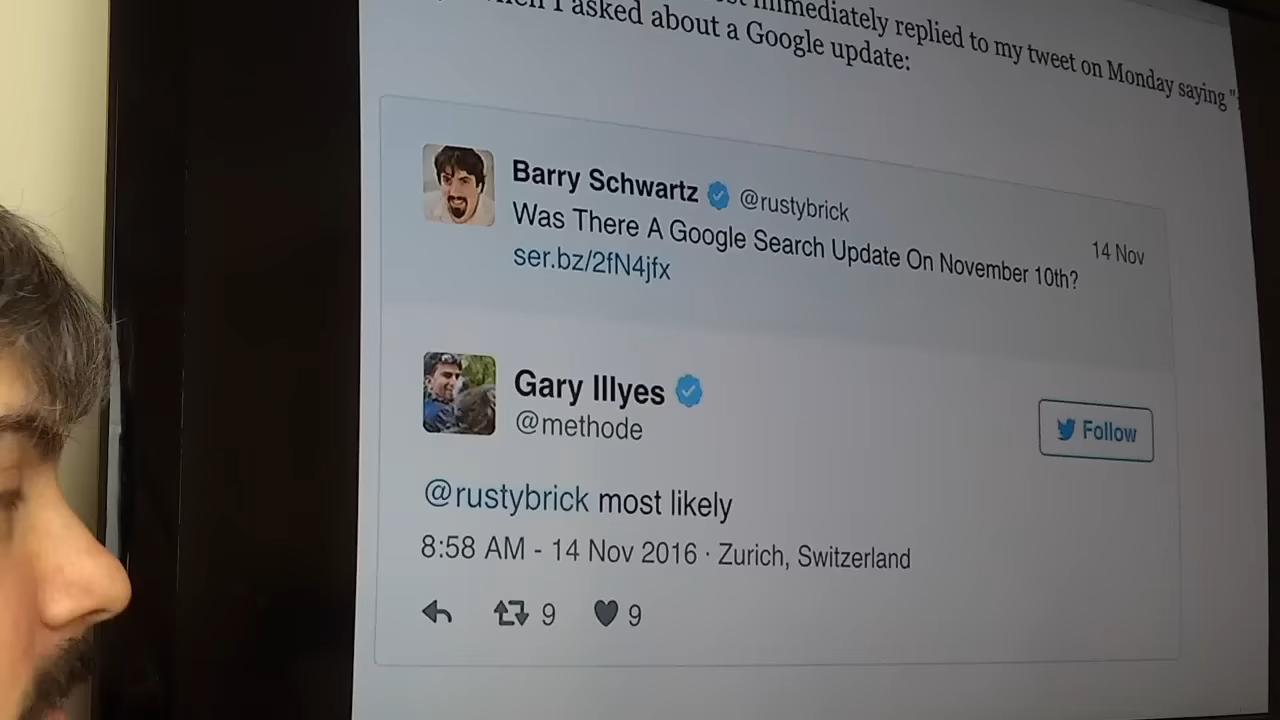 immediately replied to my tweet on Monday saying "
I asked about a Google update:
Barry Schwartz @rustybrick
14 Nov
Was There A Google Search Update On November 10th?
ser.bz/2fN4jfx
Gary Illyes
@methode
Follow
@rustybrick most likely
8:58 AM - 14 Nov 2016 · Zurich, Switzerland
9 9